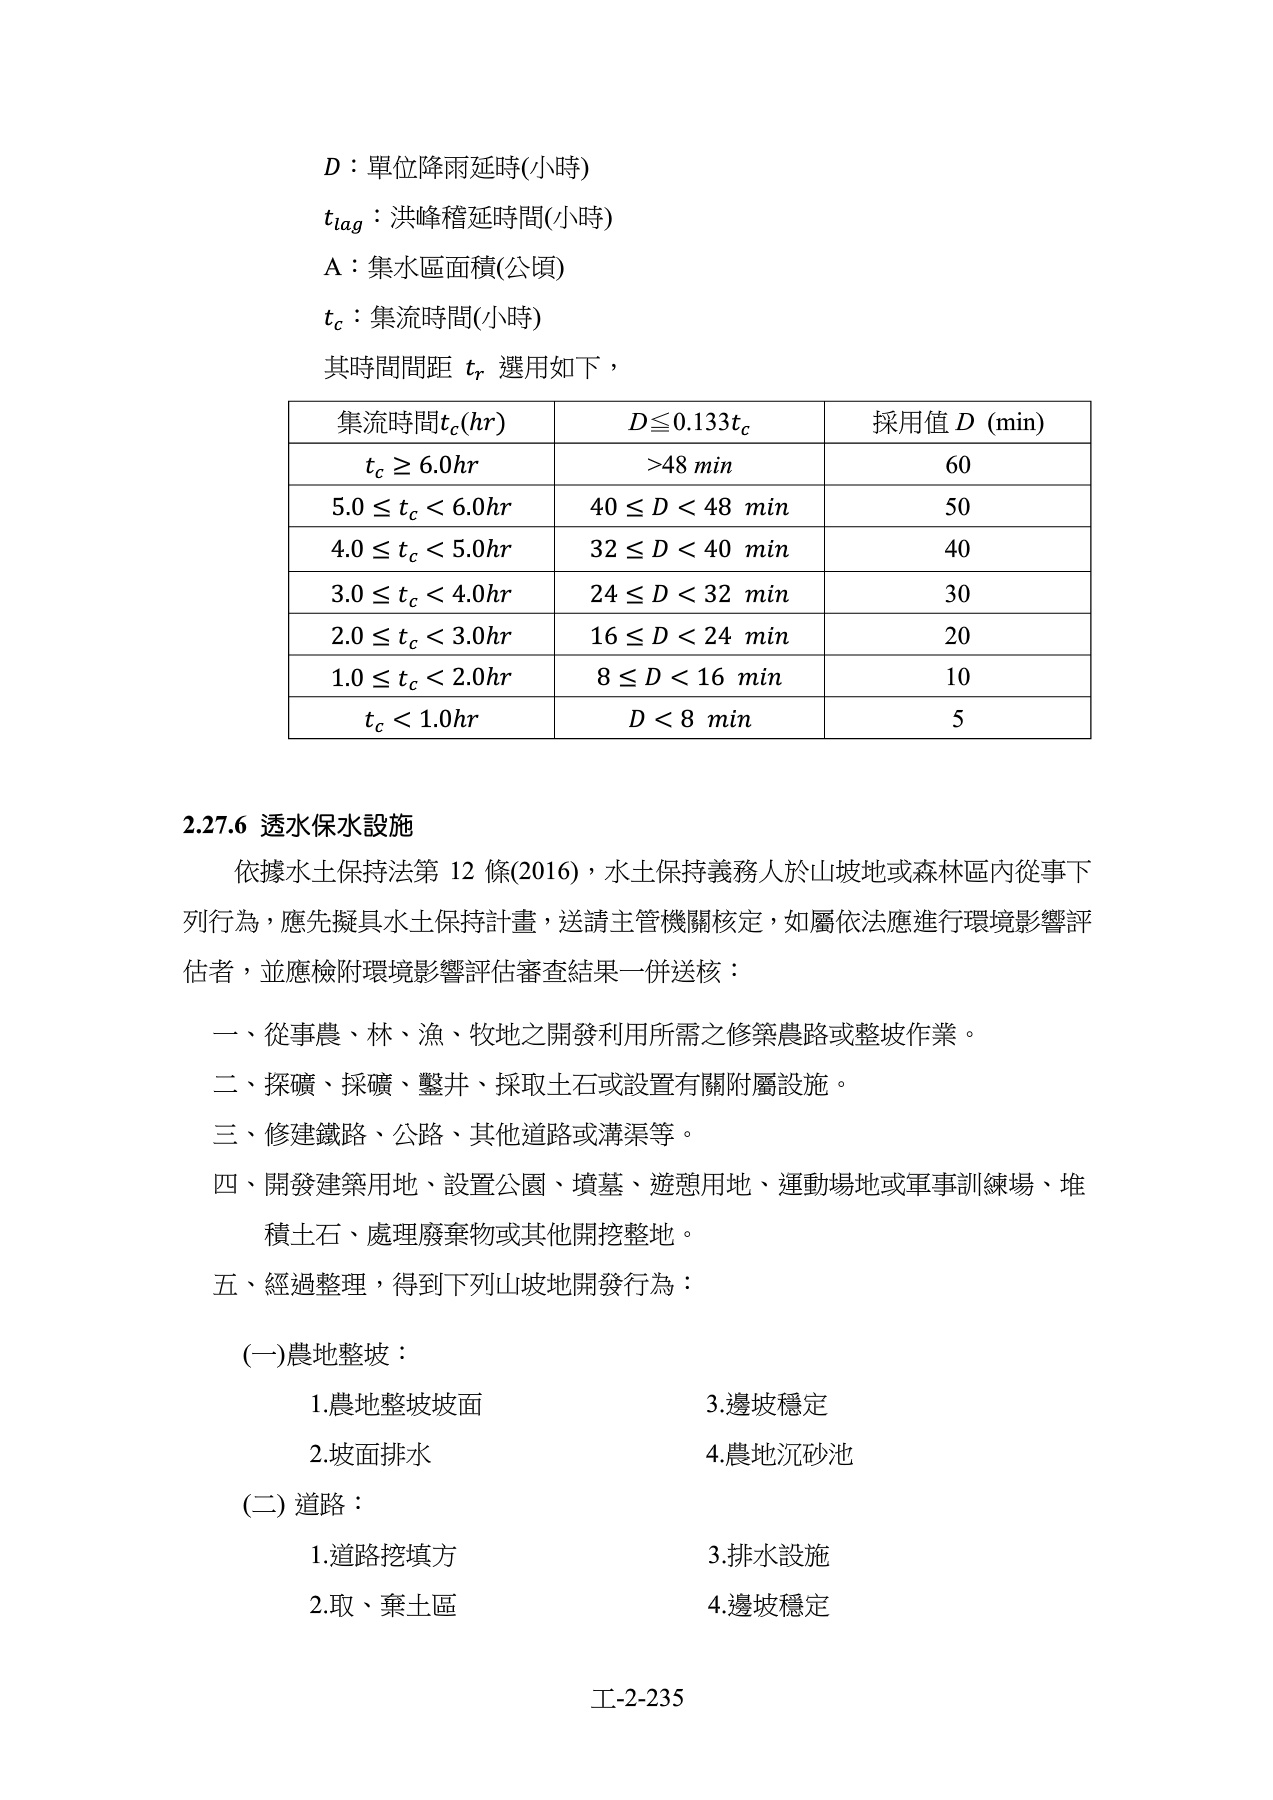 D：單位降雨延時(小時)
t_lag：洪峰稽延時間(小時)
A：集水區面積(公頃)
t_c：集流時間(小時)
其時間間距 t_r 選用如下，
集流時間t_c(hr) D≦0.133t_c 採用值 D (min)
t_c ≥ 6.0hr >48 min 60
5.0 ≤ t_c < 6.0hr 40 ≤ D < 48 min 50
4.0 ≤ t_c < 5.0hr 32 ≤ D < 40 min 40
3.0 ≤ t_c < 4.0hr 24 ≤ D < 32 min 30
2.0 ≤ t_c < 3.0hr 16 ≤ D < 24 min 20
1.0 ≤ t_c < 2.0hr 8 ≤ D < 16 min 10
t_c < 1.0hr D < 8 min 5
2.27.6 透水保水設施
依據水土保持法第 12 條(2016)，水土保持義務人於山坡地或森林區內從事下
列行為，應先擬具水土保持計畫，送請主管機關核定，如屬依法應進行環境影響評
估者，並應檢附環境影響評估審查結果一併送核：
一、從事農、林、漁、牧地之開發利用所需之修築農路或整坡作業。
二、探礦、採礦、鑿井、採取土石或設置有關附屬設施。
三、修建鐵路、公路、其他道路或溝渠等。
四、開發建築用地、設置公園、墳墓、遊憩用地、運動場地或軍事訓練場、堆
積土石、處理廢棄物或其他開挖整地。
五、經過整理，得到下列山坡地開發行為：
(一)農地整坡：
1.農地整坡坡面 3.邊坡穩定
2.坡面排水 4.農地沉砂池
(二) 道路：
1.道路挖填方 3.排水設施
2.取、棄土區 4.邊坡穩定
工-2-235